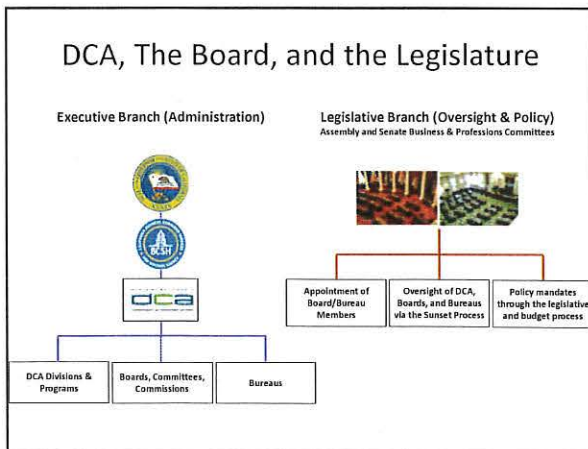 DCA, The Board, and the Legislature
Executive Branch (Administration)
BCSH
dca
DCA Divisions &
Programs
Boards, Committees,
Commissions
Bureaus
Legislative Branch (Oversight & Policy)
Assembly and Senate Business & Professions Committees
Appointment of
Board/Bureau
Members
Oversight of DCA,
Boards, and Bureaus
via the Sunset Process
Policy mandates
through the legislative
and budget process